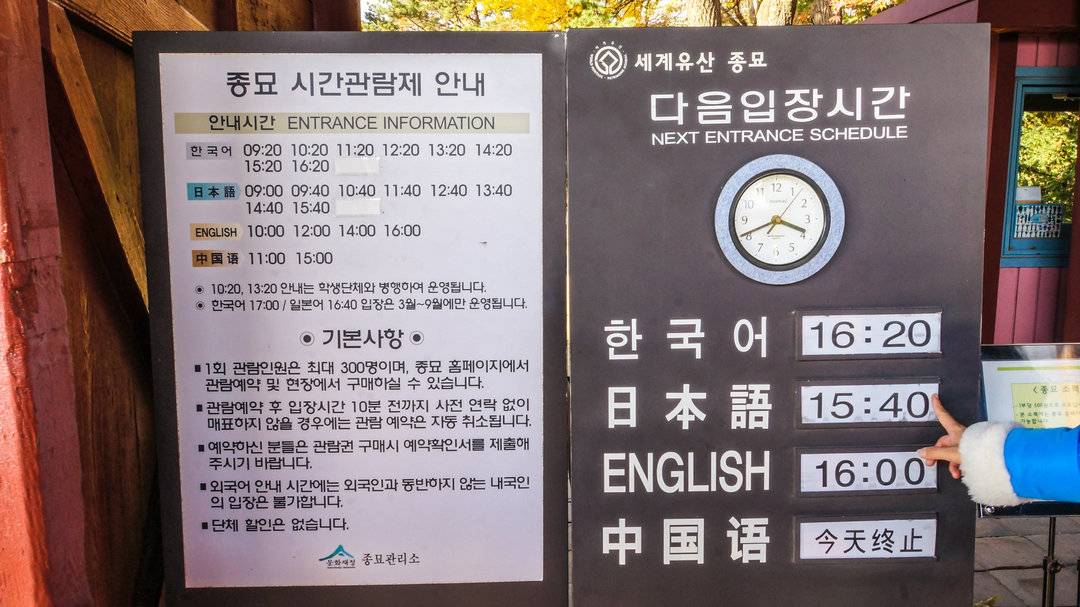 종묘 시간관람제 안내
안내시간 ENTRANCE INFORMATION
한국어 09:20 10:20 11:20 12:20 13:20 14:20
15:20 16:20
日本語 09:00 09:40 10:40 11:40 12:40 13:40
14:40 15:40
ENGLISH 10:00 12:00 14:00 16:00
中国语 11:00 15:00
◉ 10:20, 13:20 안내는 학생단체와 병행하여 운영됩니다.
◉ 한국어 17:00 / 일본어 16:40 입장은 3월~9월에만 운영됩니다.
◉ 기본사항 ◉
■ 1회 관람인원은 최대 300명이며, 종묘 홈페이지에서
관람예약 및 현장에서 구매하실 수 있습니다.
■ 관람예약 후 입장시간 10분 전까지 사전 연락 없이
매표하지 않을 경우에는 관람 예약은 자동 취소됩니다.
■ 예약하신 분들은 관람권 구매시 예약확인서를 제출해
주시기 바랍니다.
■ 외국어 안내 시간에는 외국인과 동반하지 않는 내국인
의 입장은 불가합니다.
■ 단체 할인은 없습니다.
문화재청 종묘관리소
세계유산 종묘
다음입장시간
NEXT ENTRANCE SCHEDULE
12 1 2 3 4 5 6 7 8 9 10 11
한국어 16:20
日本語 15:40
ENGLISH 16:00
中国语 今天终止